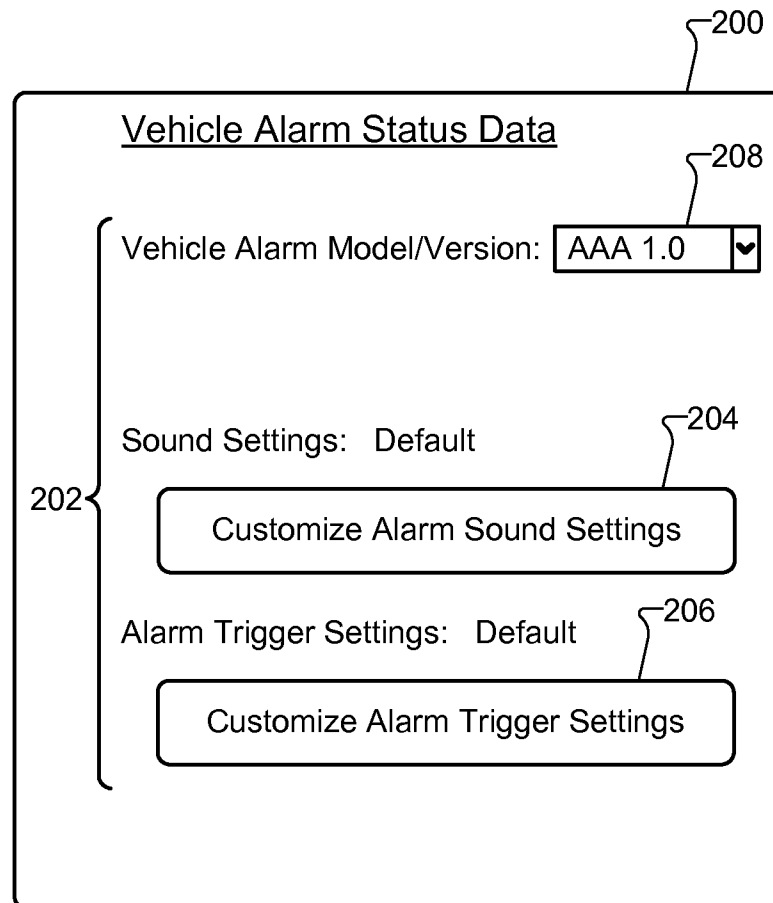 200
Vehicle Alarm Status Data
208
Vehicle Alarm Model/Version: AAA 1.0
Sound Settings: Default
204
202
Customize Alarm Sound Settings
Alarm Trigger Settings: Default
206
Customize Alarm Trigger Settings